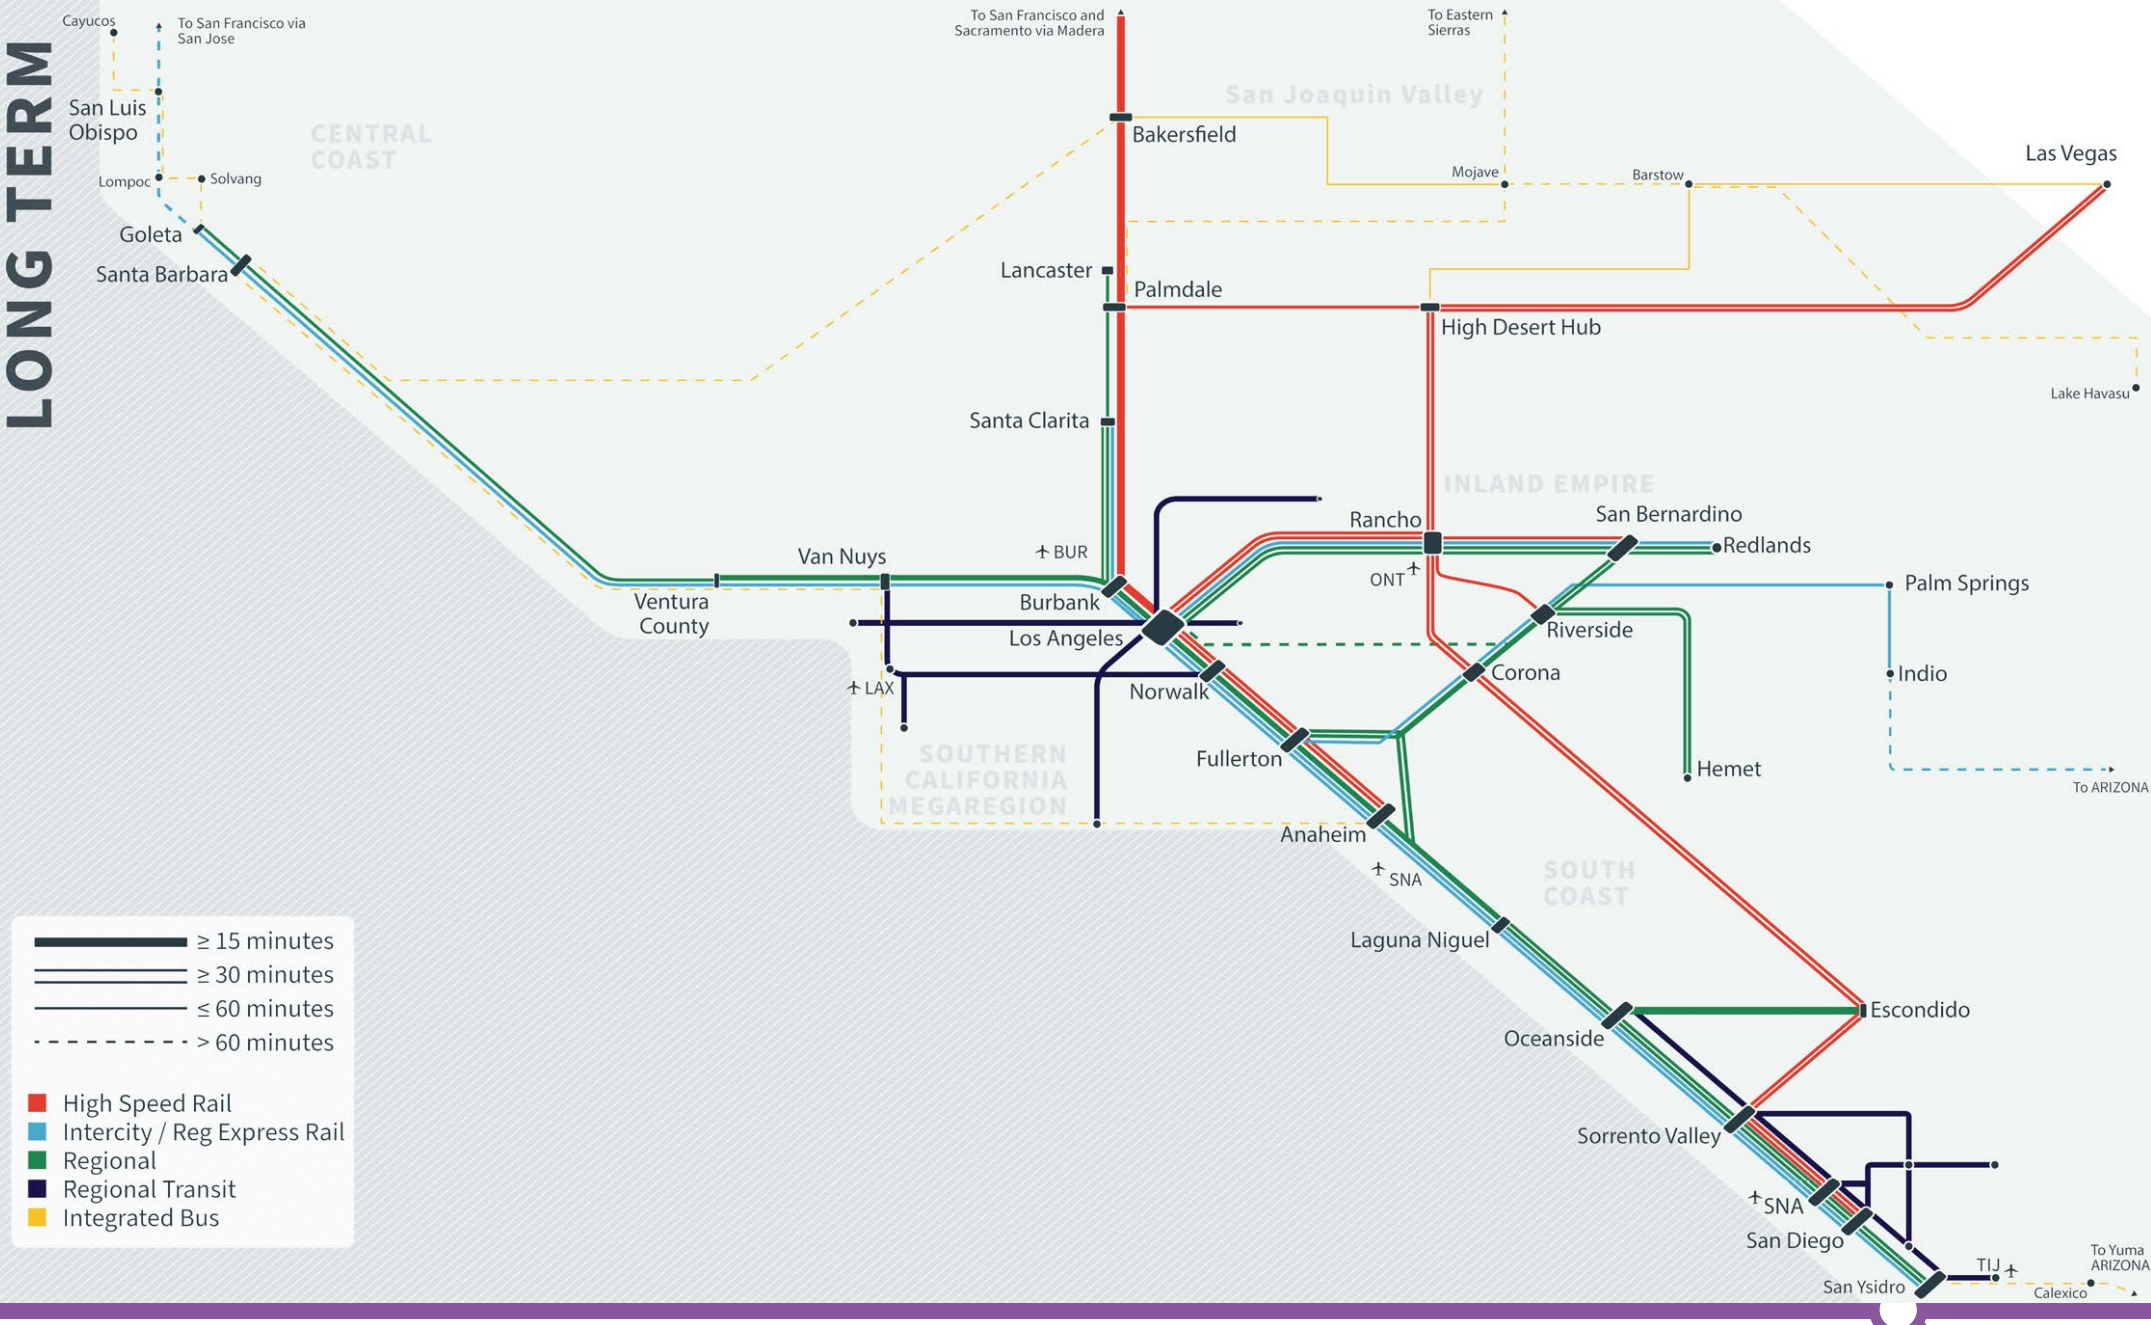 LONG TERM
Cayucos
To San Francisco via
San Jose
San Luis
Obispo
Lompoc
Solvang
Goleta
Santa Barbara
CENTRAL
COAST
To San Francisco and
Sacramento via Madera
To Eastern
Sierras
San Joaquin Valley
Bakersfield
Mojave
Barstow
Las Vegas
Lancaster
Palmdale
High Desert Hub
Lake Havasu
Santa Clarita
INLAND EMPIRE
Rancho
San Bernardino
Redlands
Van Nuys
BUR
ONT
Ventura
County
Burbank
Los Angeles
Palm Springs
Riverside
LAX
Norwalk
Corona
Indio
SOUTHERN
CALIFORNIA
MEGAREGION
Fullerton
Hemet
To ARIZONA
Anaheim
SNA
SOUTH
COAST
Laguna Niguel
Oceanside
Escondido
Sorrento Valley
SNA
San Diego
San Ysidro
TIJ
To Yuma
ARIZONA
Calexico
≥ 15 minutes
≥ 30 minutes
≤ 60 minutes
> 60 minutes
High Speed Rail
Intercity / Reg Express Rail
Regional
Regional Transit
Integrated Bus